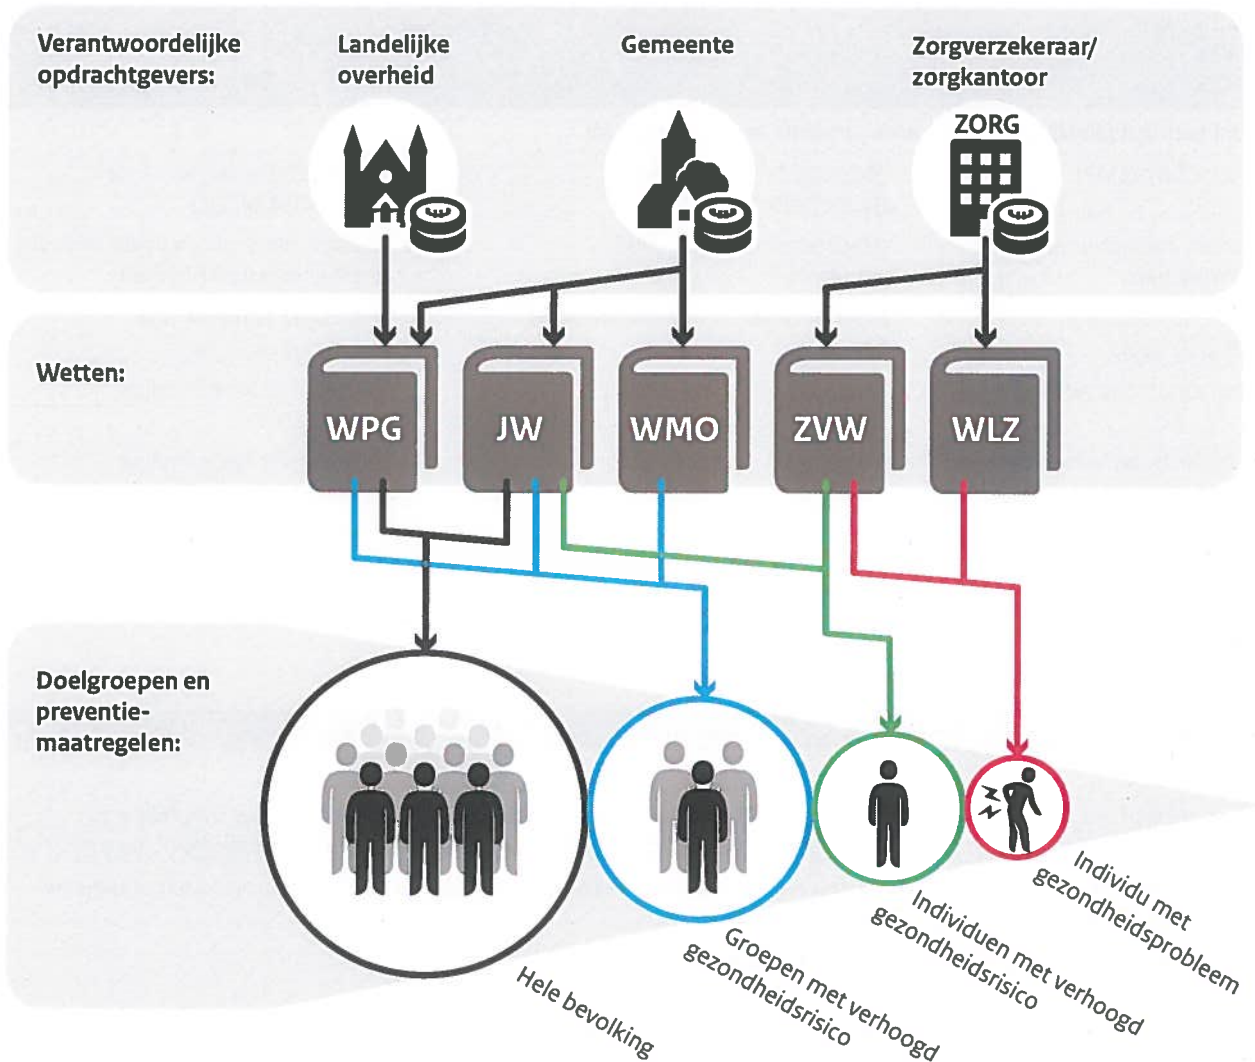 Verantwoordelijke
opdrachtgevers:
Landelijke
overheid
Gemeente
Zorgverzekeraar/
zorgkantoor
ZORG
Wetten:
WPG
JW
WMO
ZVW
WLZ
Doelgroepen en
preventie-
maatregelen:
Hele bevolking
Groepen met verhoogd
gezondheidsrisico
Individuen met verhoogd
gezondheidsrisico
Individu met
gezondheidsprobleem